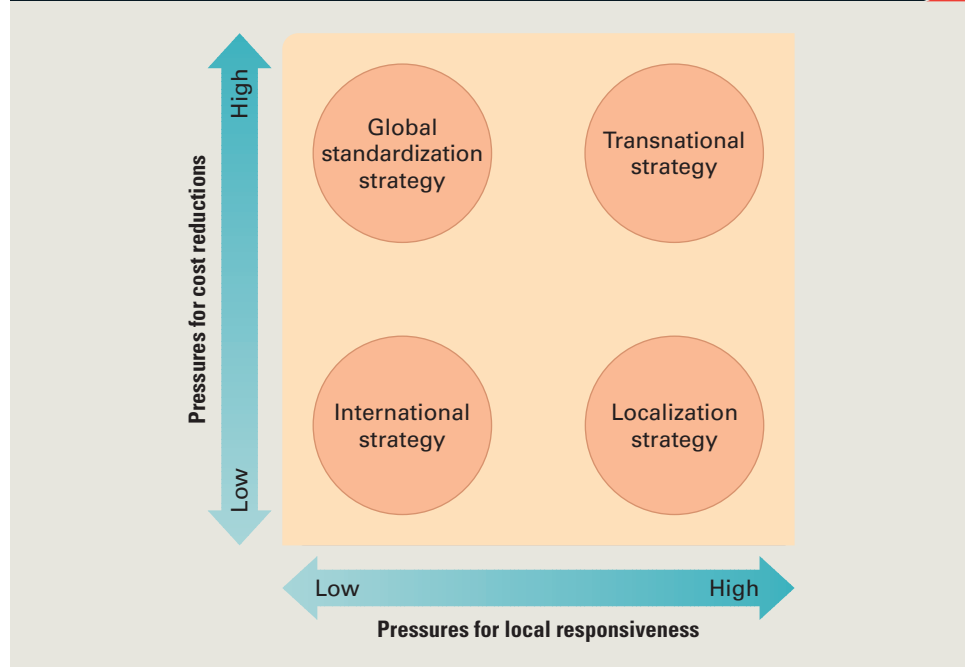 High
Global
standardization
strategy
Transnational
strategy
Pressures for cost reductions
International
strategy
Localization
strategy
Low
Low
High
Pressures for local responsiveness